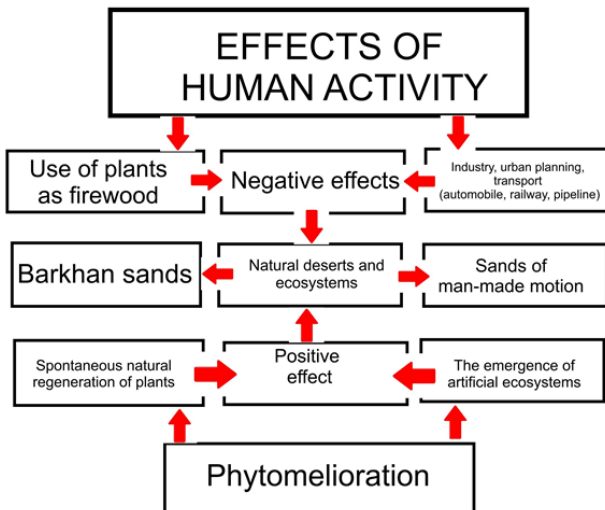 EFFECTS OF
HUMAN ACTIVITY
Use of plants
as firewood
Negative effects
Industry, urban planning,
transport
(automobile, railway, pipeline)
Barkhan sands
Natural deserts and
ecosystems
Sands of
man-made motion
Spontaneous natural
regeneration of plants
Positive
effect
The emergence of
artificial ecosystems
Phytomelioration